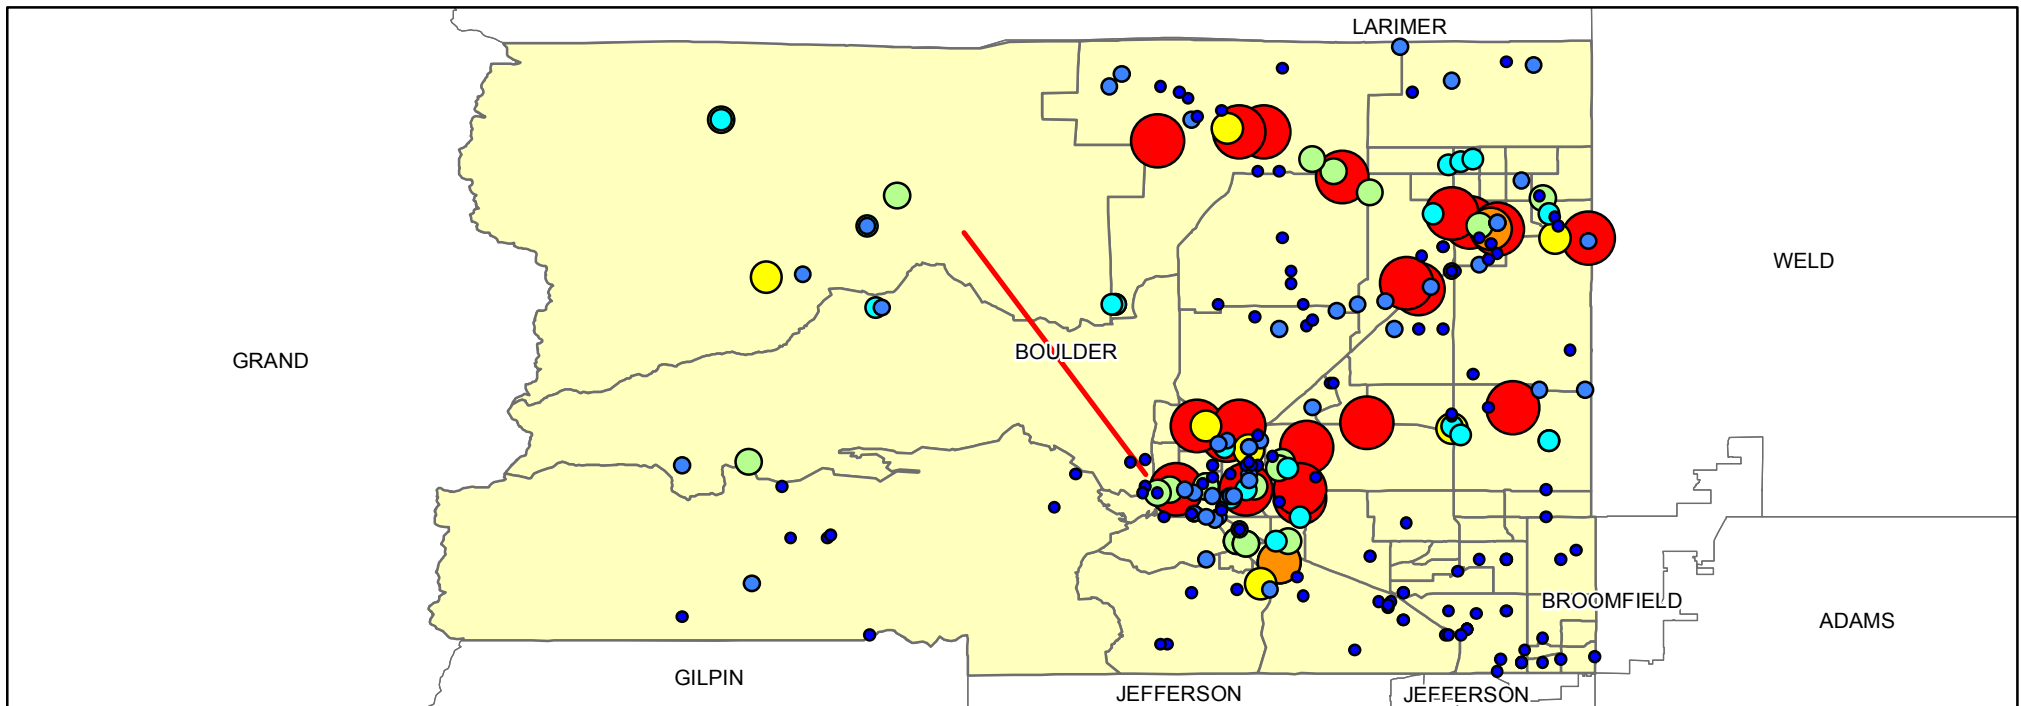 LARIMER
WELD
GRAND
BOULDER
BROOMFIELD
ADAMS
GILPIN
JEFFERSON
JEFFERSON